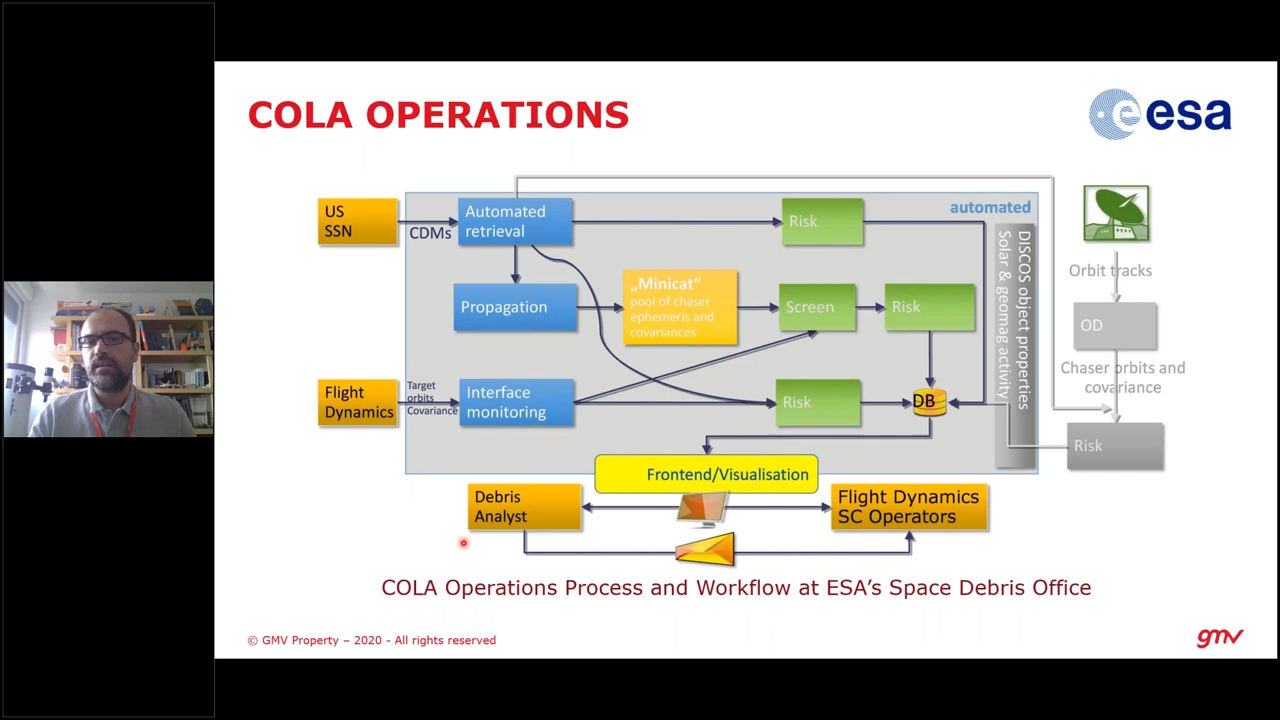 COLA OPERATIONS
esa
US
SSN
CDMs
Automated
retrieval
Risk
automated
Orbit tracks
Propagation
„Minicat“
pool of chaser
ephemeris and
covariances
Screen
Risk
DISCOS object properties
Solar & geomag activity
OD
Chaser orbits and
covariance
Flight
Dynamics
Target
orbits
Covariance
Interface
monitoring
Risk
DB
Risk
Frontend/Visualisation
Debris
Analyst
Flight Dynamics
SC Operators
COLA Operations Process and Workflow at ESA’s Space Debris Office
© GMV Property – 2020 - All rights reserved
gmv